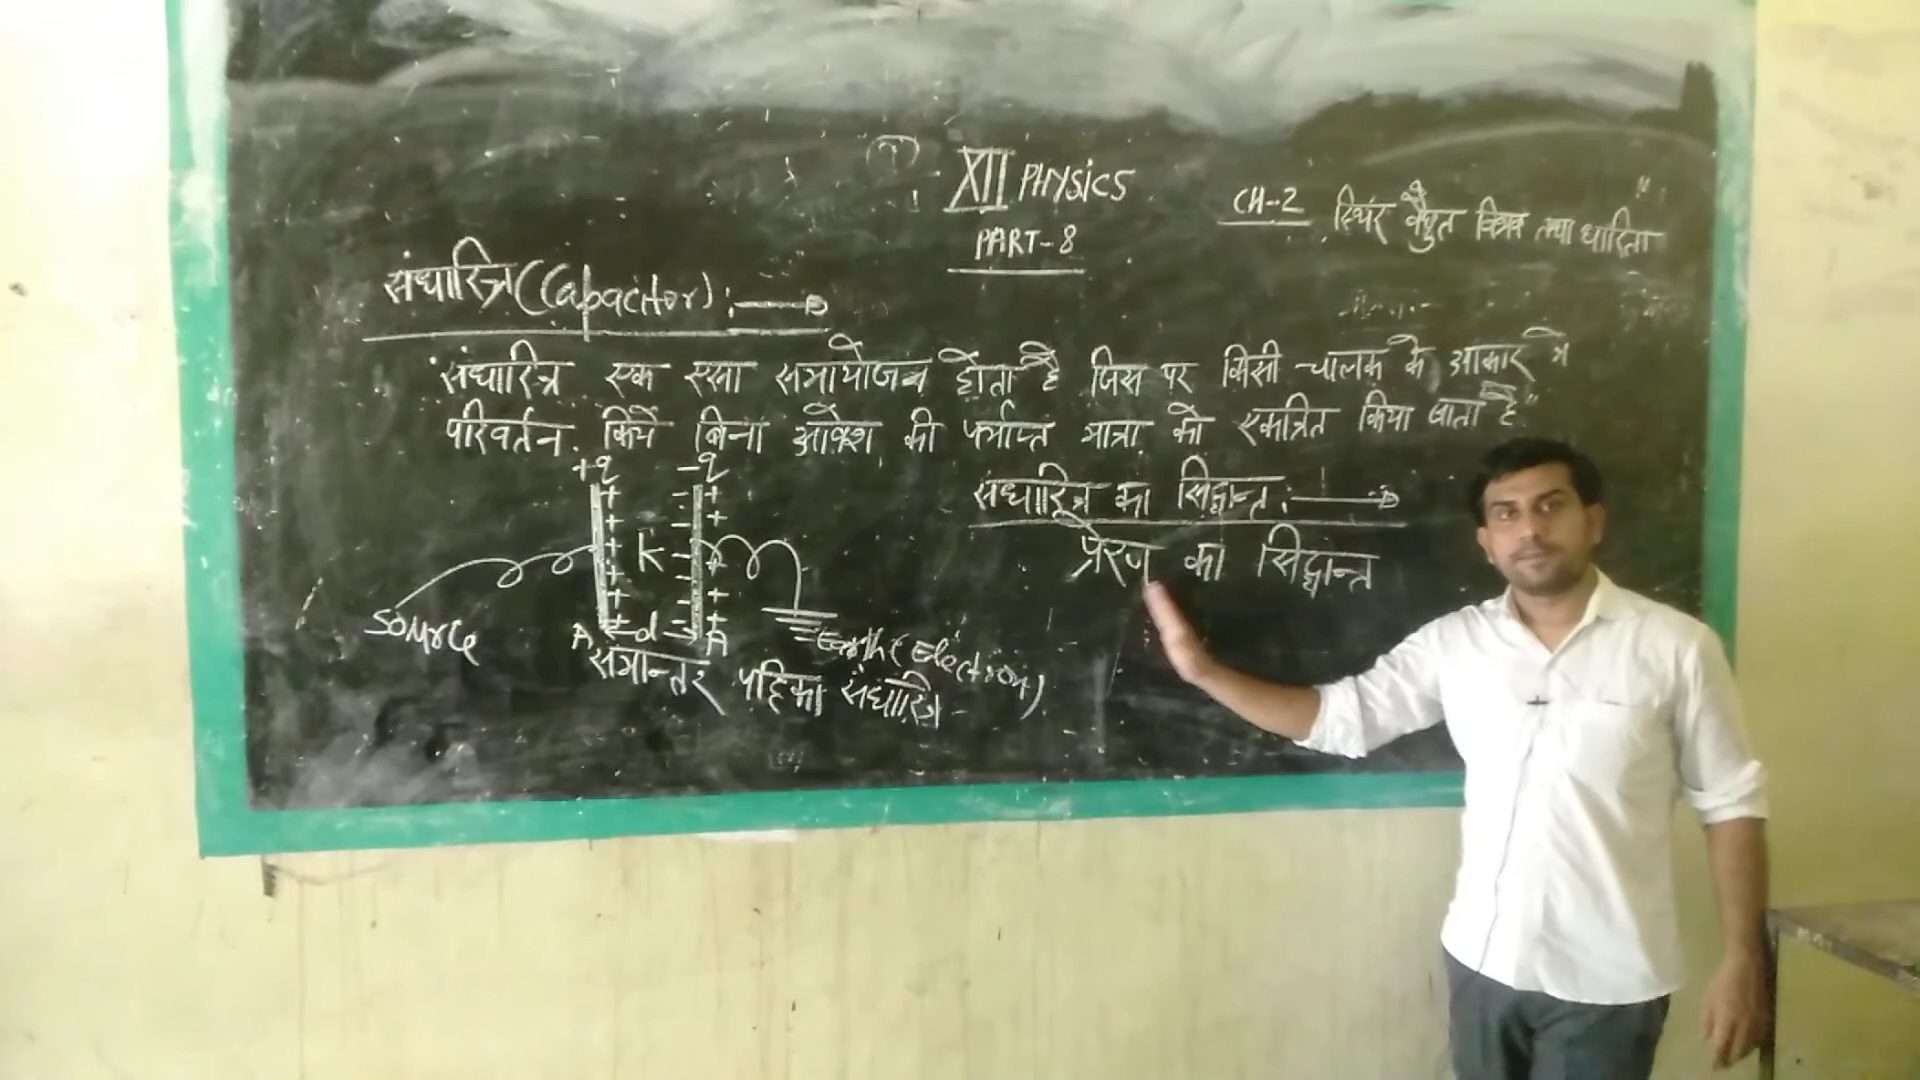 XII PHYSICS
PART-8
CH-2 स्थिर वैधुत विभव तथा धारिता
संधारित्र (Capacitor) :→
संधारित्र एक एसा समायोजन होता है जिस पर किसी चालक के आकार मे
परिवर्तन किये बिना आवेश की पर्याप्त मात्रा को एकत्रित किया जाता है"
+q -q
K
source
A d A
Earth (Electron)
समान्तर पट्टिका संधारित्र
संधारित्र का सिद्धान्त :→
प्रेरण का सिद्धान्त